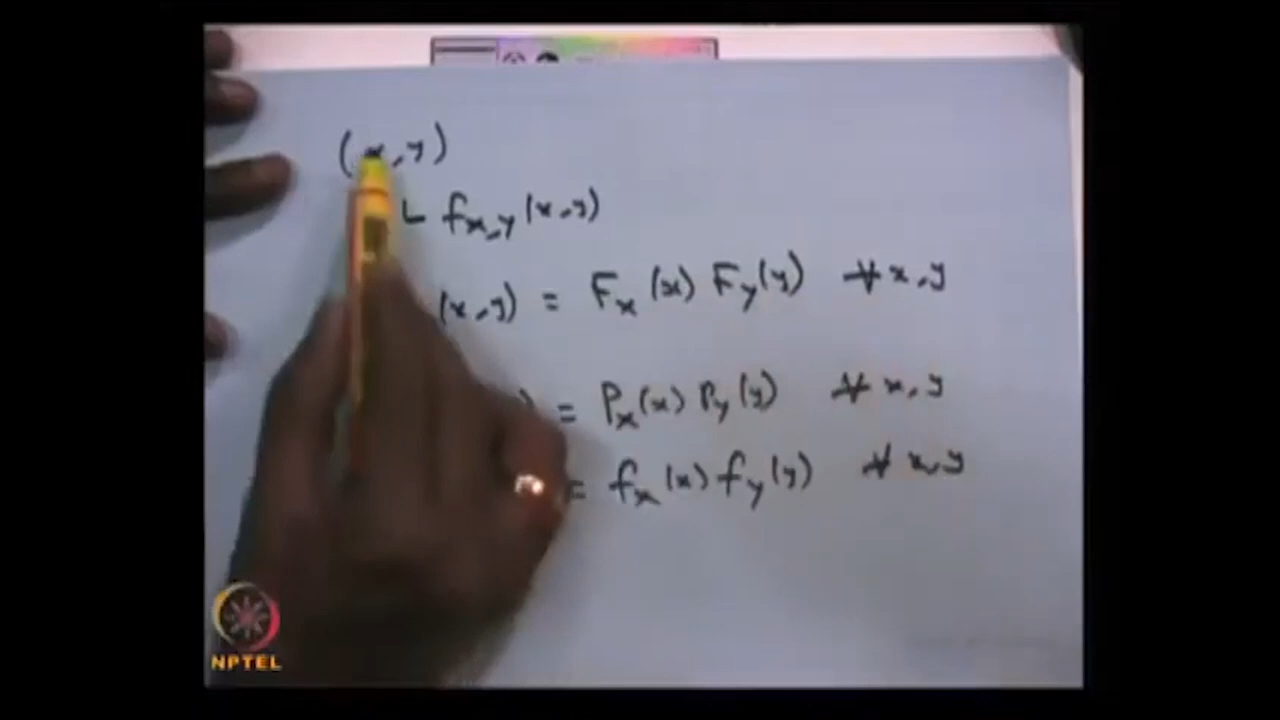 (x,y)
f_{x,y}(x,y)
(x,y) = F_x(x) F_y(y) ∀ x,y
) = P_x(x) P_y(y) ∀ x,y
= f_x(x) f_y(y) ∀ x,y
NPTEL